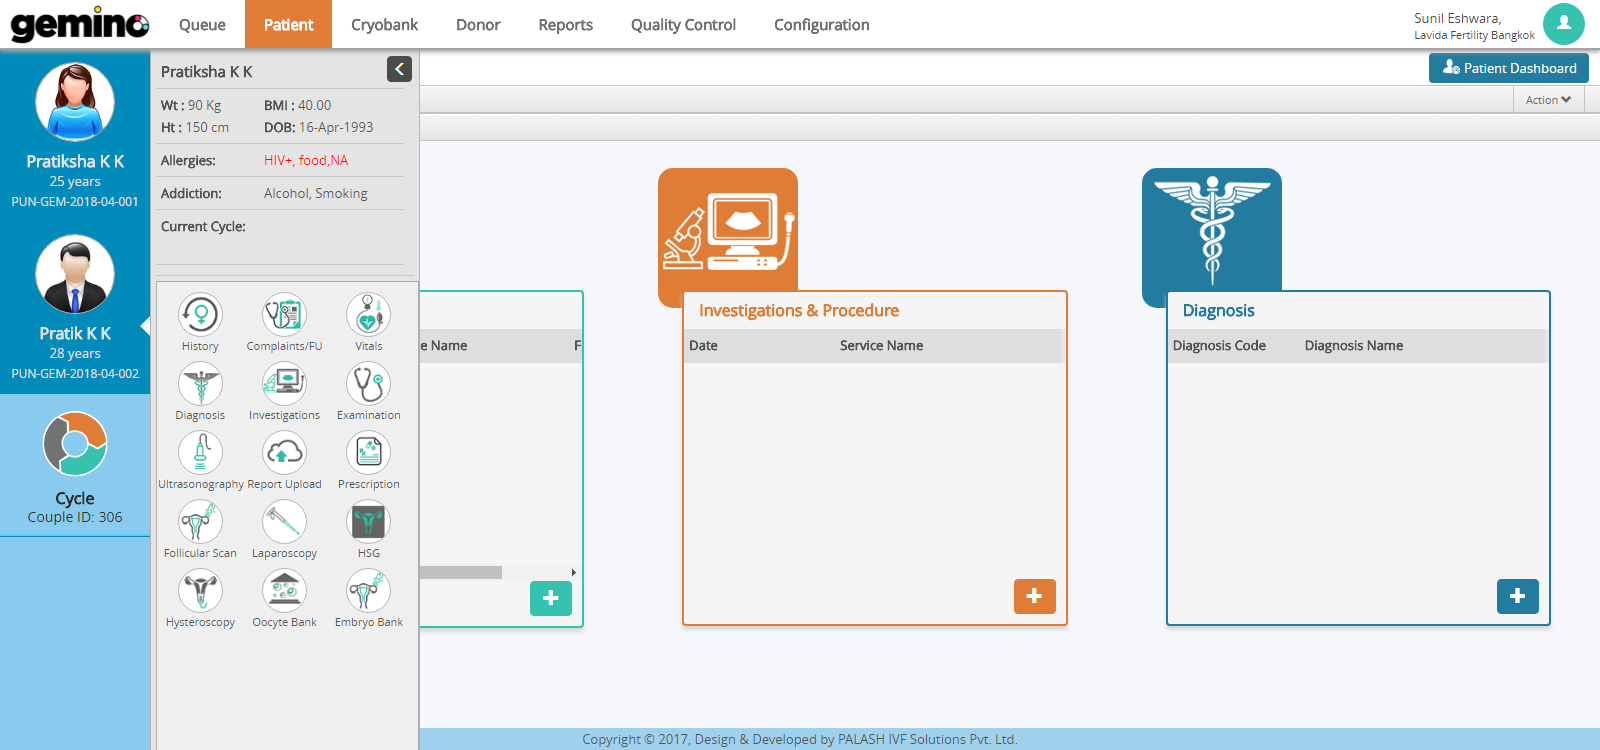 gemino
Queue Patient Cryobank Donor Reports Quality Control Configuration
Sunil Eshwara,
Lavida Fertility Bangkok
Pratiksha K K
25 years
PUN-GEM-2018-04-001
Pratik K K
28 years
PUN-GEM-2018-04-002
Cycle
Couple ID: 306
Pratiksha K K
Wt : 90 Kg BMI : 40.00
Ht : 150 cm DOB: 16-Apr-1993
Allergies: HIV+, food,NA
Addiction: Alcohol, Smoking
Current Cycle:
History Complaints/FU Vitals
Diagnosis Investigations Examination
Ultrasonography Report Upload Prescription
Follicular Scan Laparoscopy HSG
Hysteroscopy Oocyte Bank Embryo Bank
Patient Dashboard
Action
e Name F
Investigations & Procedure
Date Service Name
Diagnosis
Diagnosis Code Diagnosis Name
Copyright © 2017, Design & Developed by PALASH IVF Solutions Pvt. Ltd.